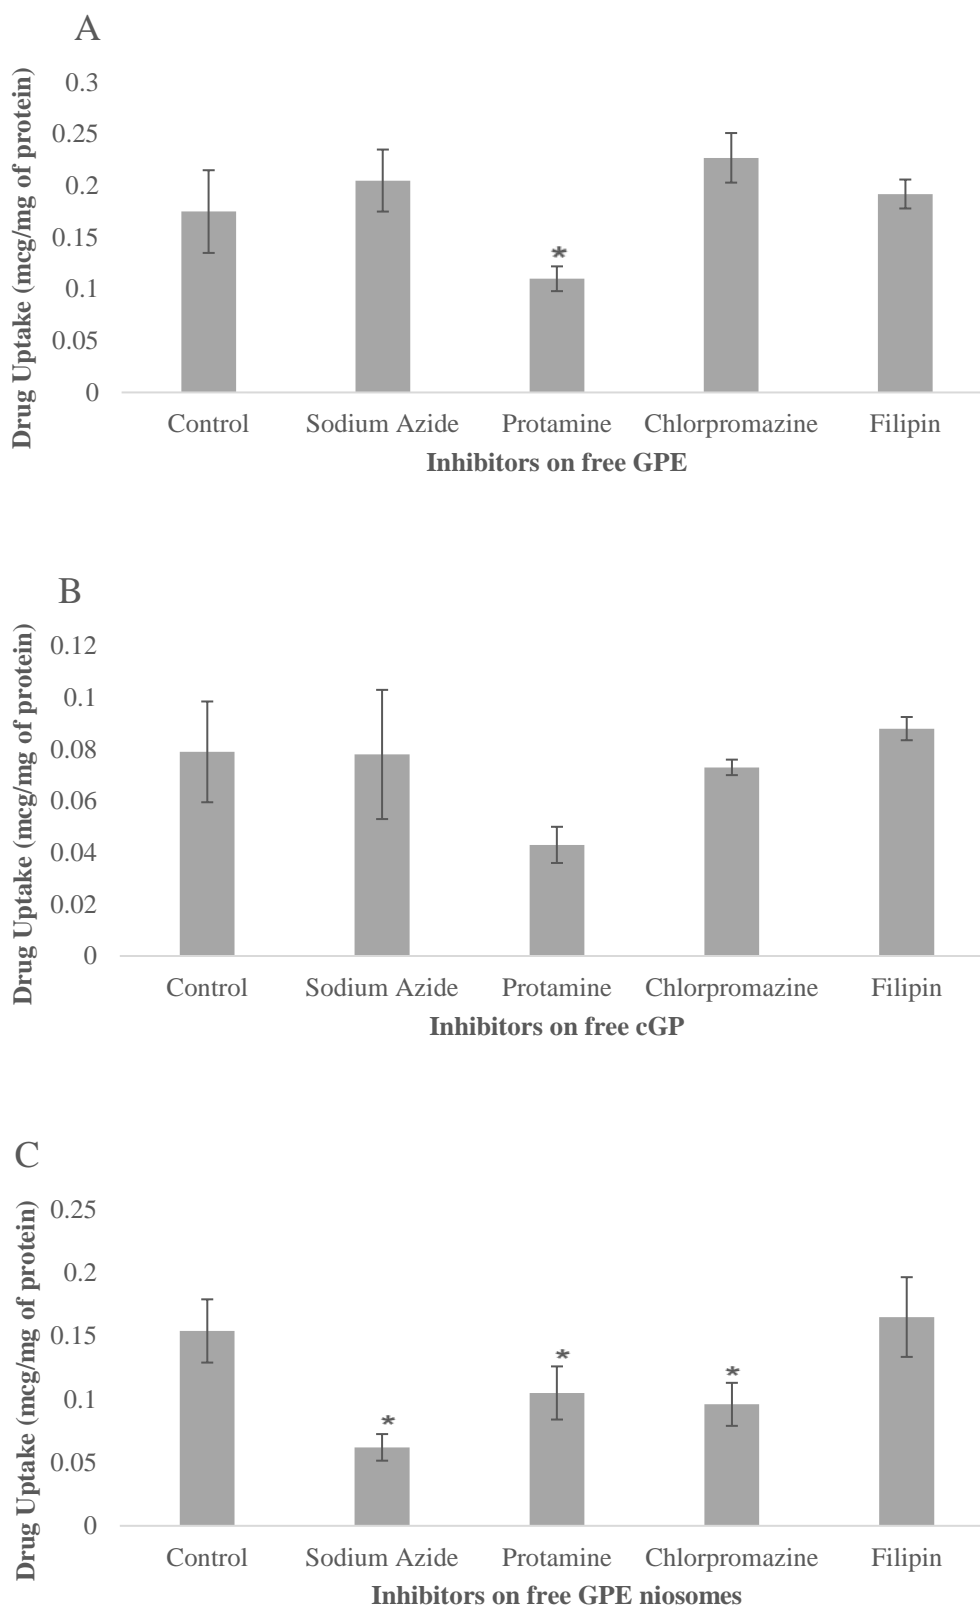 A
Drug Uptake (mcg/mg of protein)
0.3
0.25
0.2
0.15
0.1
0.05
0
*
Control Sodium Azide Protamine Chlorpromazine Filipin
Inhibitors on free GPE
B
Drug Uptake (mcg/mg of protein)
0.12
0.1
0.08
0.06
0.04
0.02
0
Control Sodium Azide Protamine Chlorpromazine Filipin
Inhibitors on free cGP
C
Drug Uptake (mcg/mg of protein)
0.25
0.2
0.15
0.1
0.05
0
* * *
Control Sodium Azide Protamine Chlorpromazine Filipin
Inhibitors on free GPE niosomes